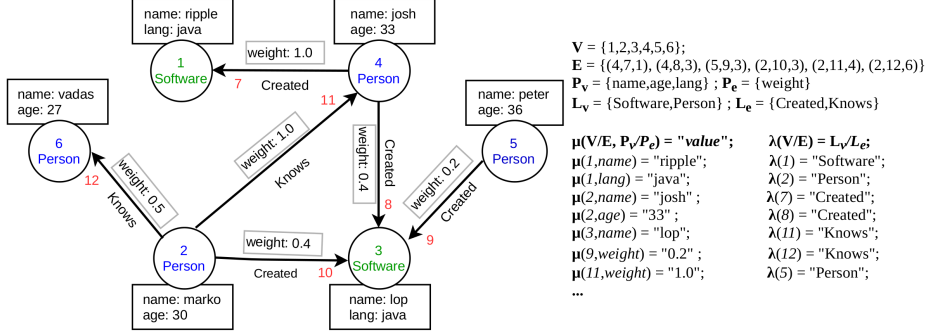 name: ripple
lang: java
name: josh
age: 33
1
Software
weight: 1.0
7
Created
4
Person
11
name: vadas
age: 27
name: peter
age: 36
6
Person
12
weight: 0.5
Knows
weight: 1.0
Knows
weight: 0.4
Created
8
weight: 0.2
Created
9
5
Person
2
Person
weight: 0.4
Created
10
3
Software
name: marko
age: 30
name: lop
lang: java
V = {1,2,3,4,5,6};
E = {(4,7,1), (4,8,3), (5,9,3), (2,10,3), (2,11,4), (2,12,6)}
Pv = {name,age,lang} ; Pe = {weight}
Lv = {Software,Person} ; Le = {Created,Knows}
μ(V/E, Pv/Pe) = "value"; λ(V/E) = Lv/Le;
μ(1,name) = "ripple"; λ(1) = "Software";
μ(1,lang) = "java"; λ(2) = "Person";
μ(2,name) = "josh" ; λ(7) = "Created";
μ(2,age) = "33" ; λ(8) = "Created";
μ(3,name) = "lop"; λ(11) = "Knows";
μ(9,weight) = "0.2" ; λ(12) = "Knows";
μ(11,weight) = "1.0"; λ(5) = "Person";
...